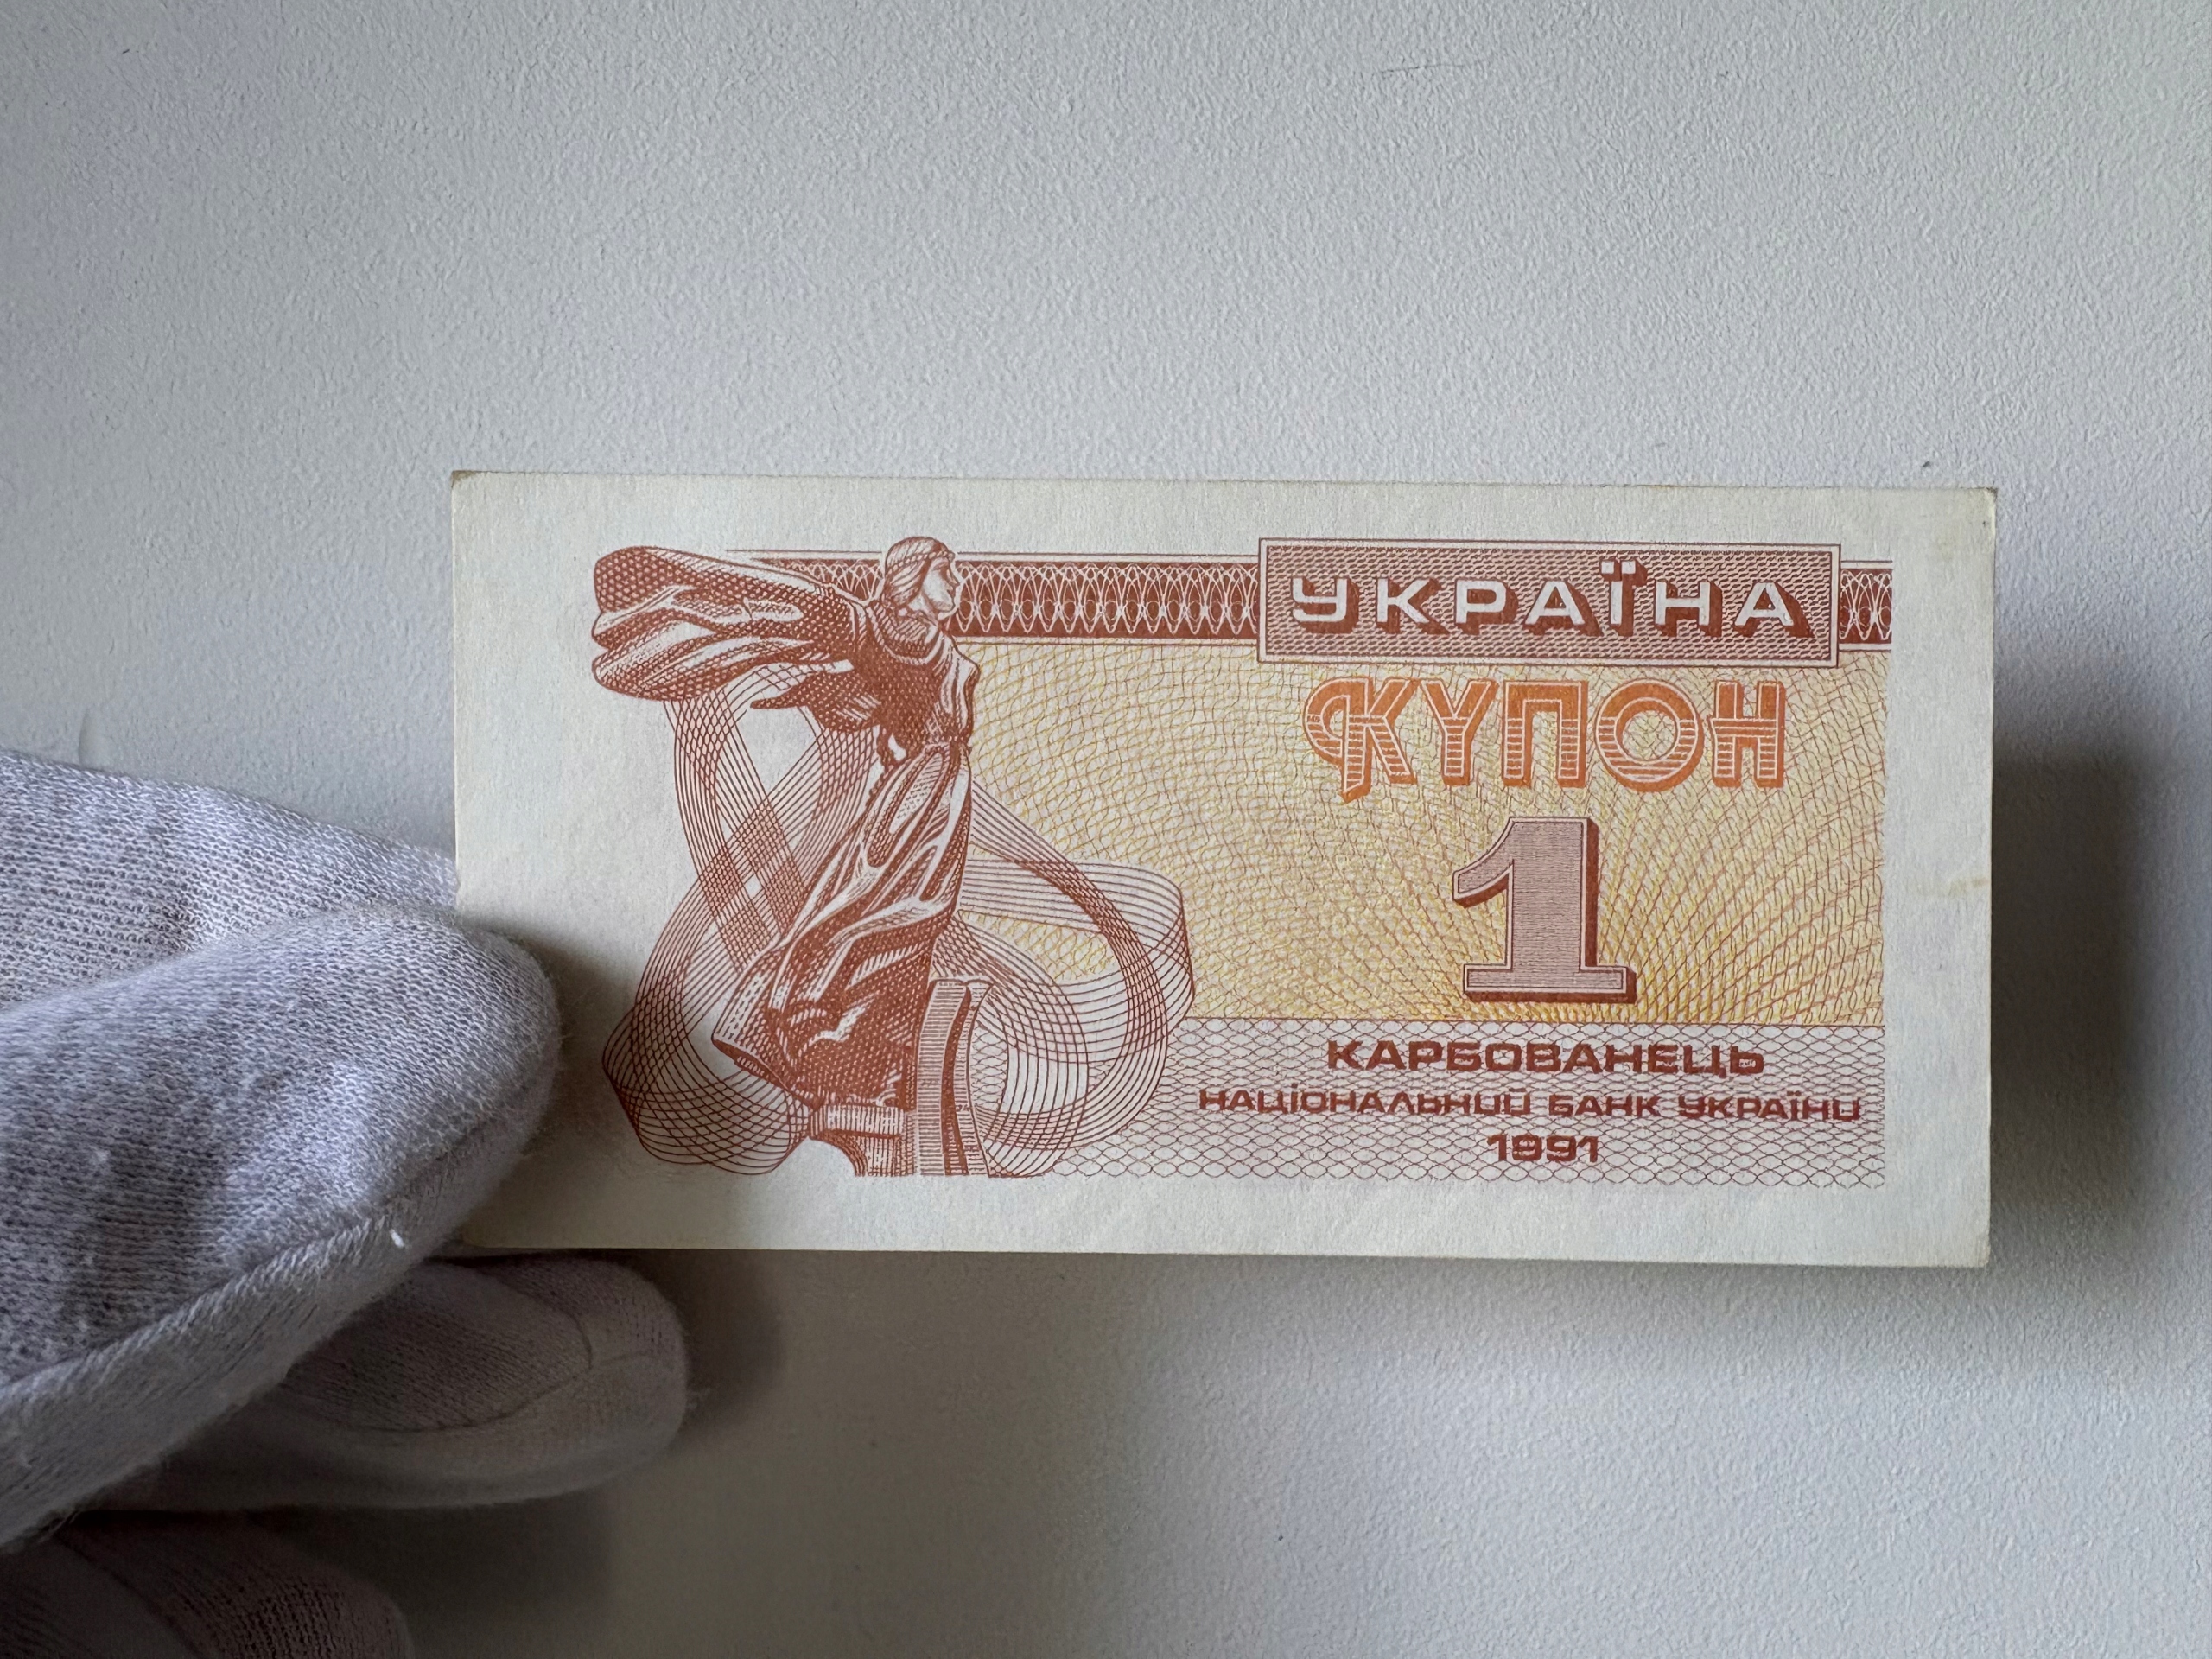 УКРАЇНА
КУПОН
1
КАРБОВАНЕЦЬ
НАЦІОНАЛЬНИЙ БАНК УКРАЇНИ
1991